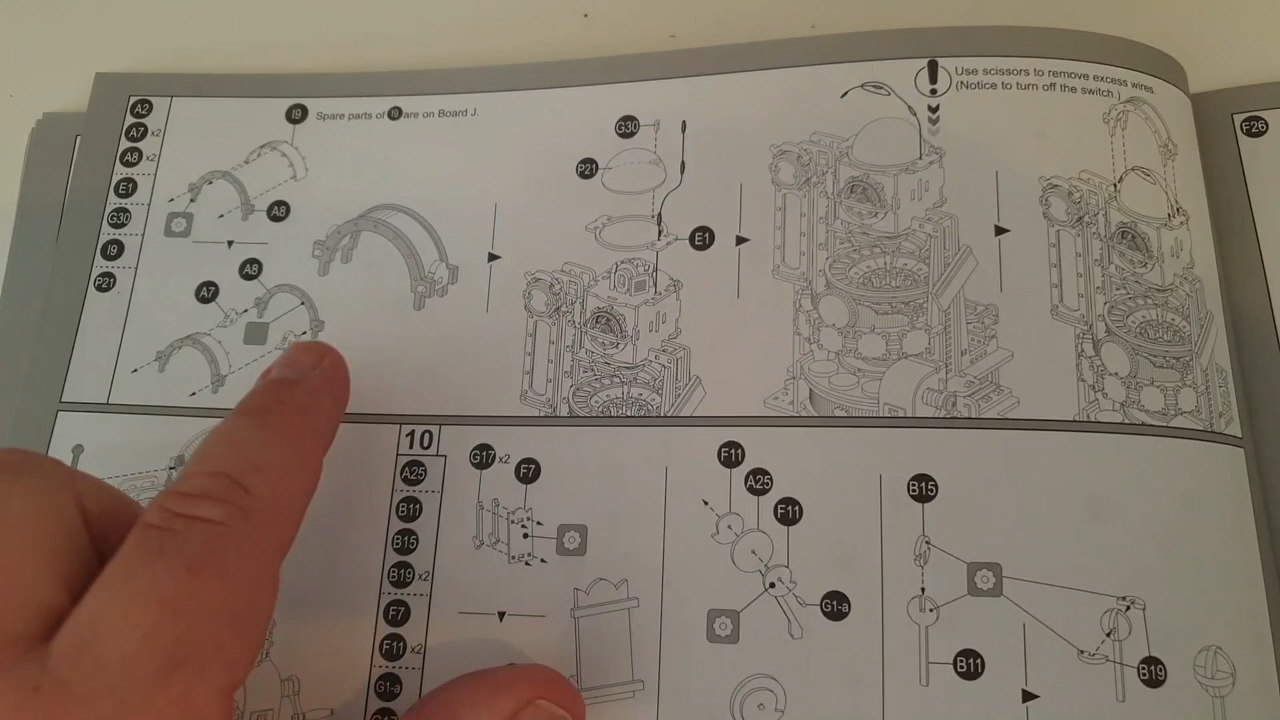 A2
A7 x2
A8 x2
E1
G30
I9
P21
I9 Spare parts of I9 are on Board J.
A8
A8
A7
G30
P21
E1
Use scissors to remove excess wires.
(Notice to turn off the switch.)
F26
10
A25
B11
B15
B19 x2
F7
F11 x2
G1-a
G17 x2
F7
F11
A25
F11
G1-a
B15
B11
B19